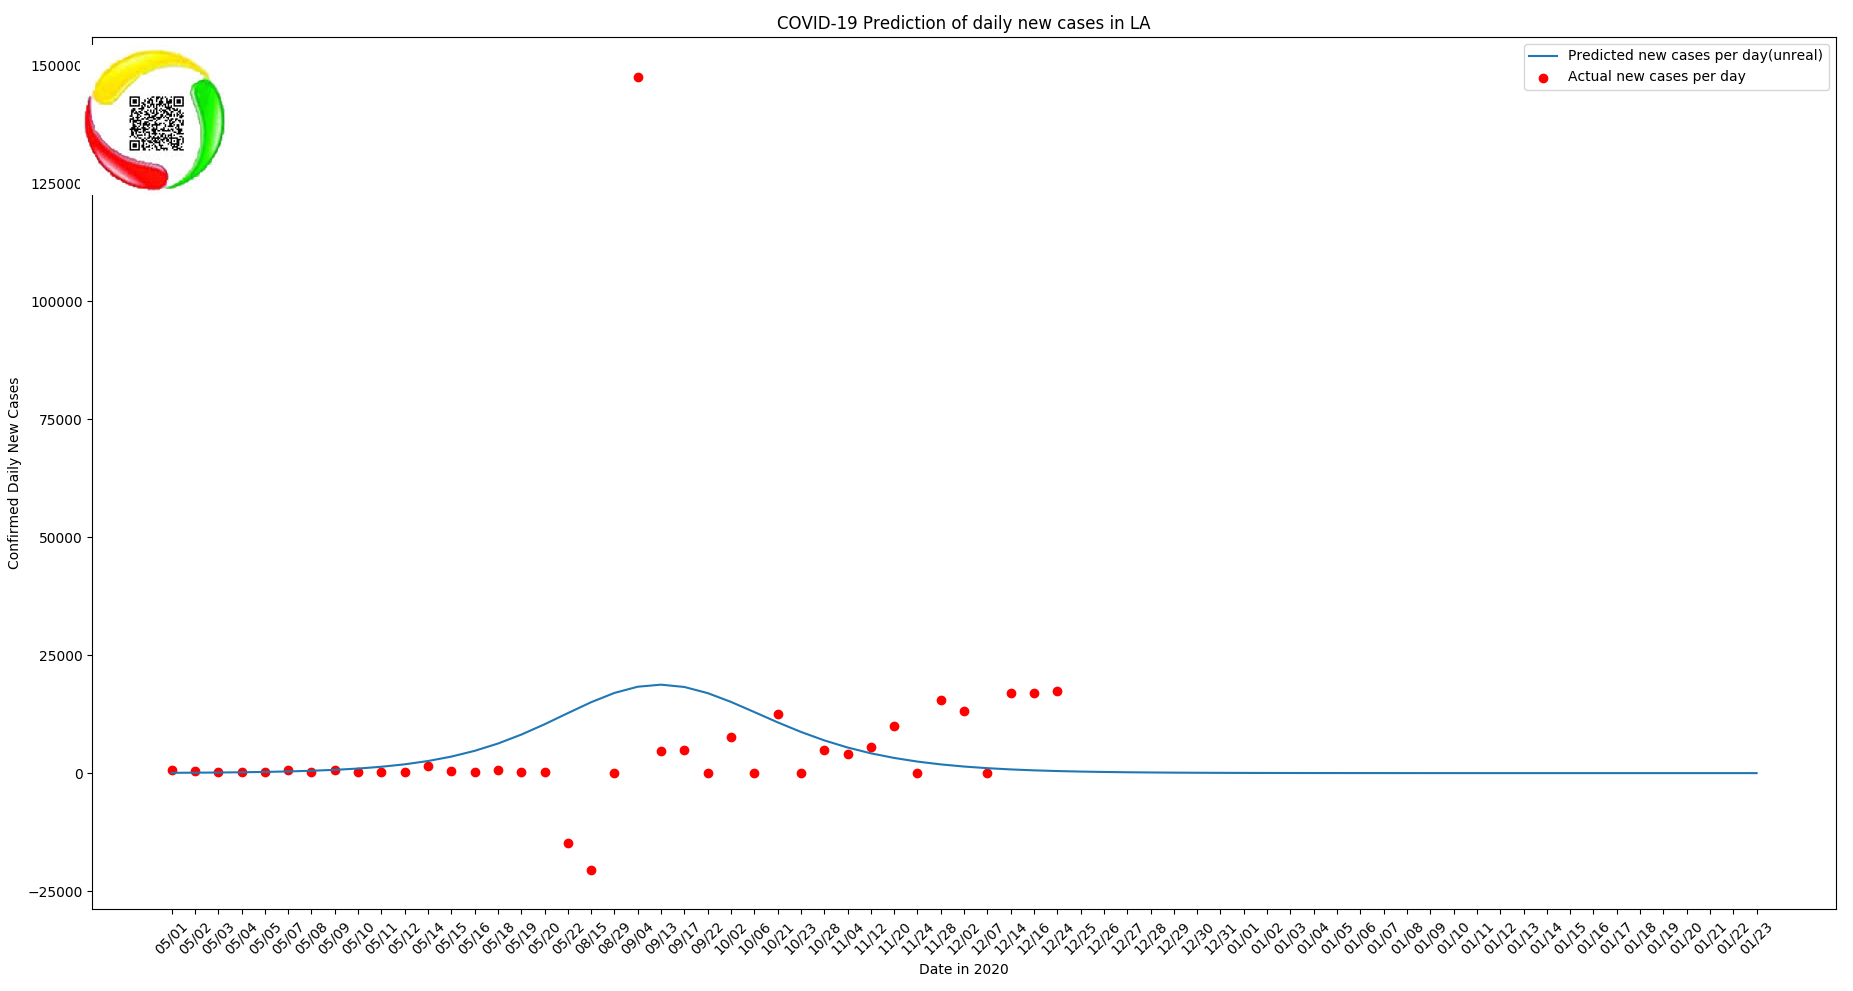 COVID-19 Prediction of daily new cases in LA
Predicted new cases per day(unreal)
Actual new cases per day
150000
125000
100000
75000
50000
25000
0
−25000
Confirmed Daily New Cases
05/01 05/02 05/03 05/04 05/05 05/07 05/08 05/09 05/10 05/11 05/12 05/14 05/15 05/16 05/18 05/19 05/20 05/22 08/15 08/29 09/04 09/13 09/17 09/22 10/02 10/06 10/21 10/23 10/28 11/04 11/12 11/20 11/24 11/28 12/02 12/07 12/14 12/16 12/24 12/25 12/26 12/27 12/28 12/29 12/30 12/31 01/01 01/02 01/03 01/04 01/05 01/06 01/07 01/08 01/09 01/10 01/11 01/12 01/13 01/14 01/15 01/16 01/17 01/18 01/19 01/20 01/21 01/22 01/23
Date in 2020